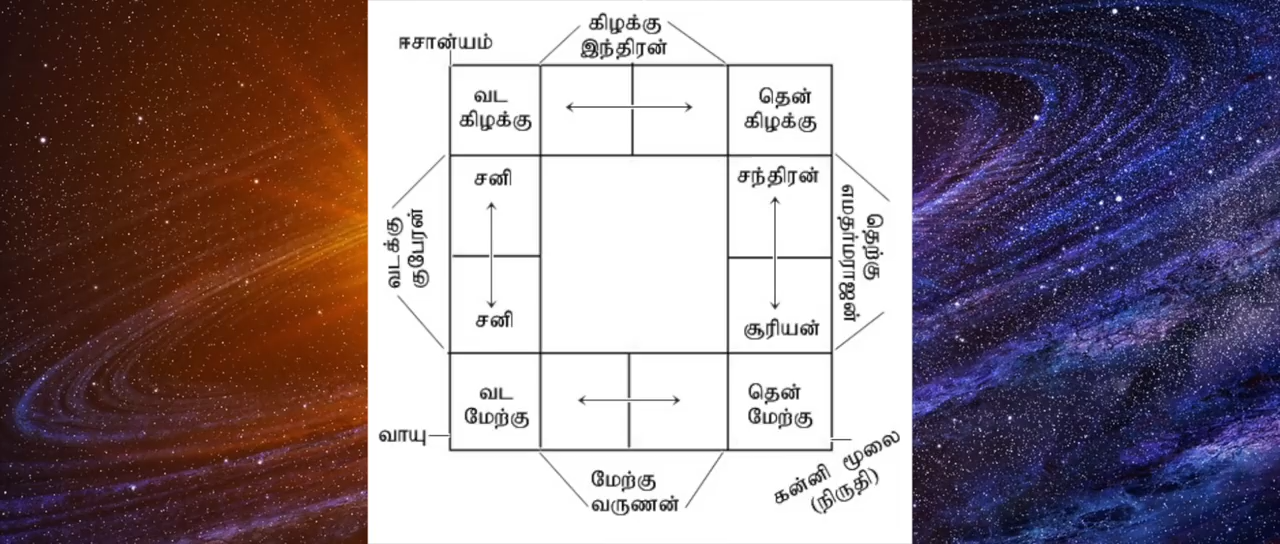 கிழக்கு
இந்திரன்
ஈசான்யம்
வட
கிழக்கு
தென்
கிழக்கு
சனி
சந்திரன்
வடக்கு
குபேரன்
தெற்கு
எமதர்மராஜன்
சனி
சூரியன்
வட
மேற்கு
தென்
மேற்கு
வாயு
மேற்கு
வருணன்
கன்னி மூலை
(நிருதி)